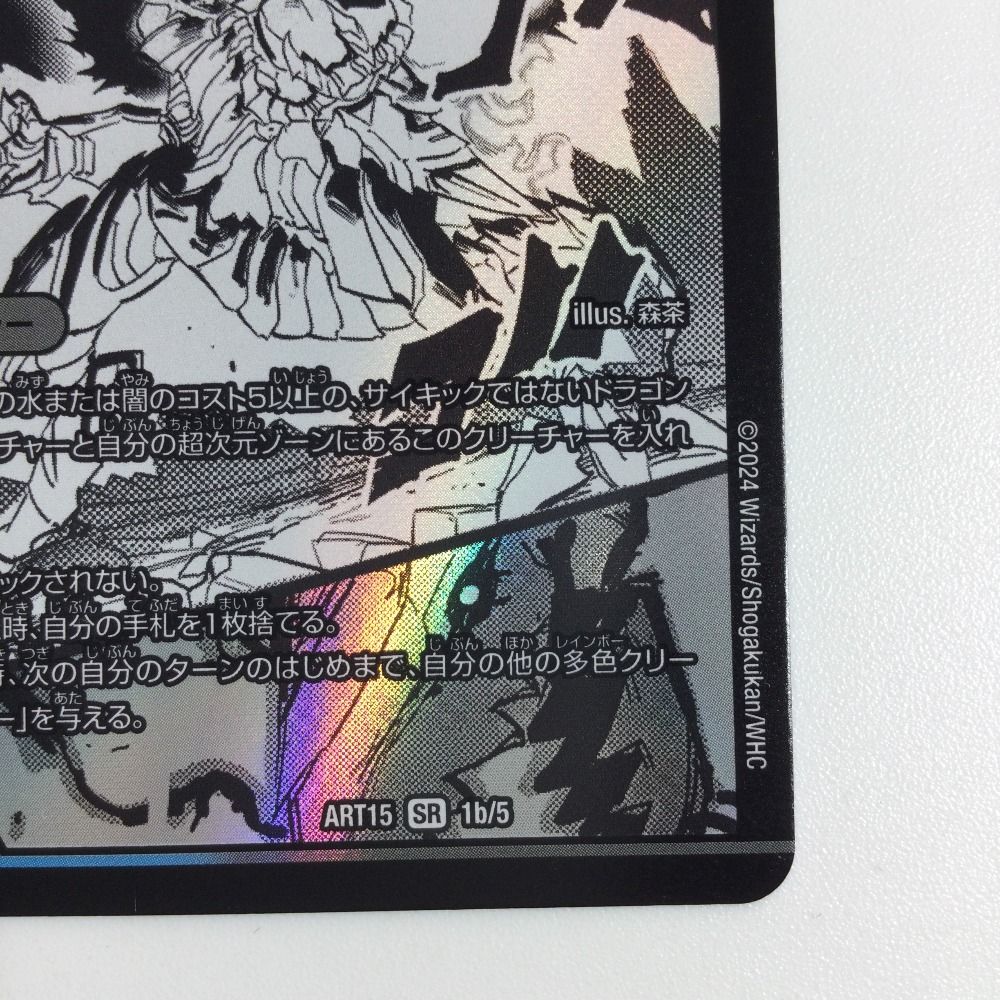 illus. 森茶
の水または闇のコスト5以上の、サイキックではないドラゴン
チャーと自分の超次元ゾーンにあるこのクリーチャーを入れ
ックされない。
時、自分の手札を1枚捨てる。
時、次の自分のターンのはじめまで、自分の他の多色クリー
ー」を与える。
ART15 SR 1b/5
©2024 Wizards/Shogakukan/WHC